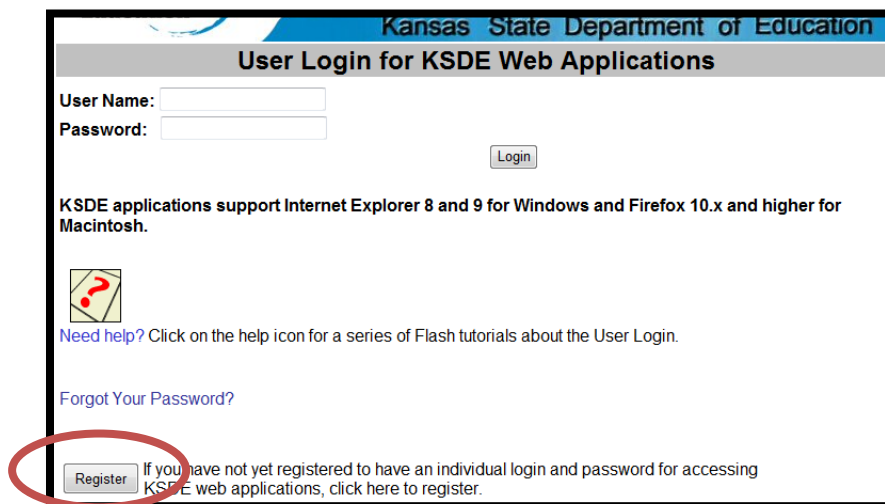 Kansas State Department of Education
User Login for KSDE Web Applications
User Name:
Password:
Login
KSDE applications support Internet Explorer 8 and 9 for Windows and Firefox 10.x and higher for
Macintosh.
?
Need help? Click on the help icon for a series of Flash tutorials about the User Login.
Forgot Your Password?
Register
If you have not yet registered to have an individual login and password for accessing
KSDE web applications, click here to register.